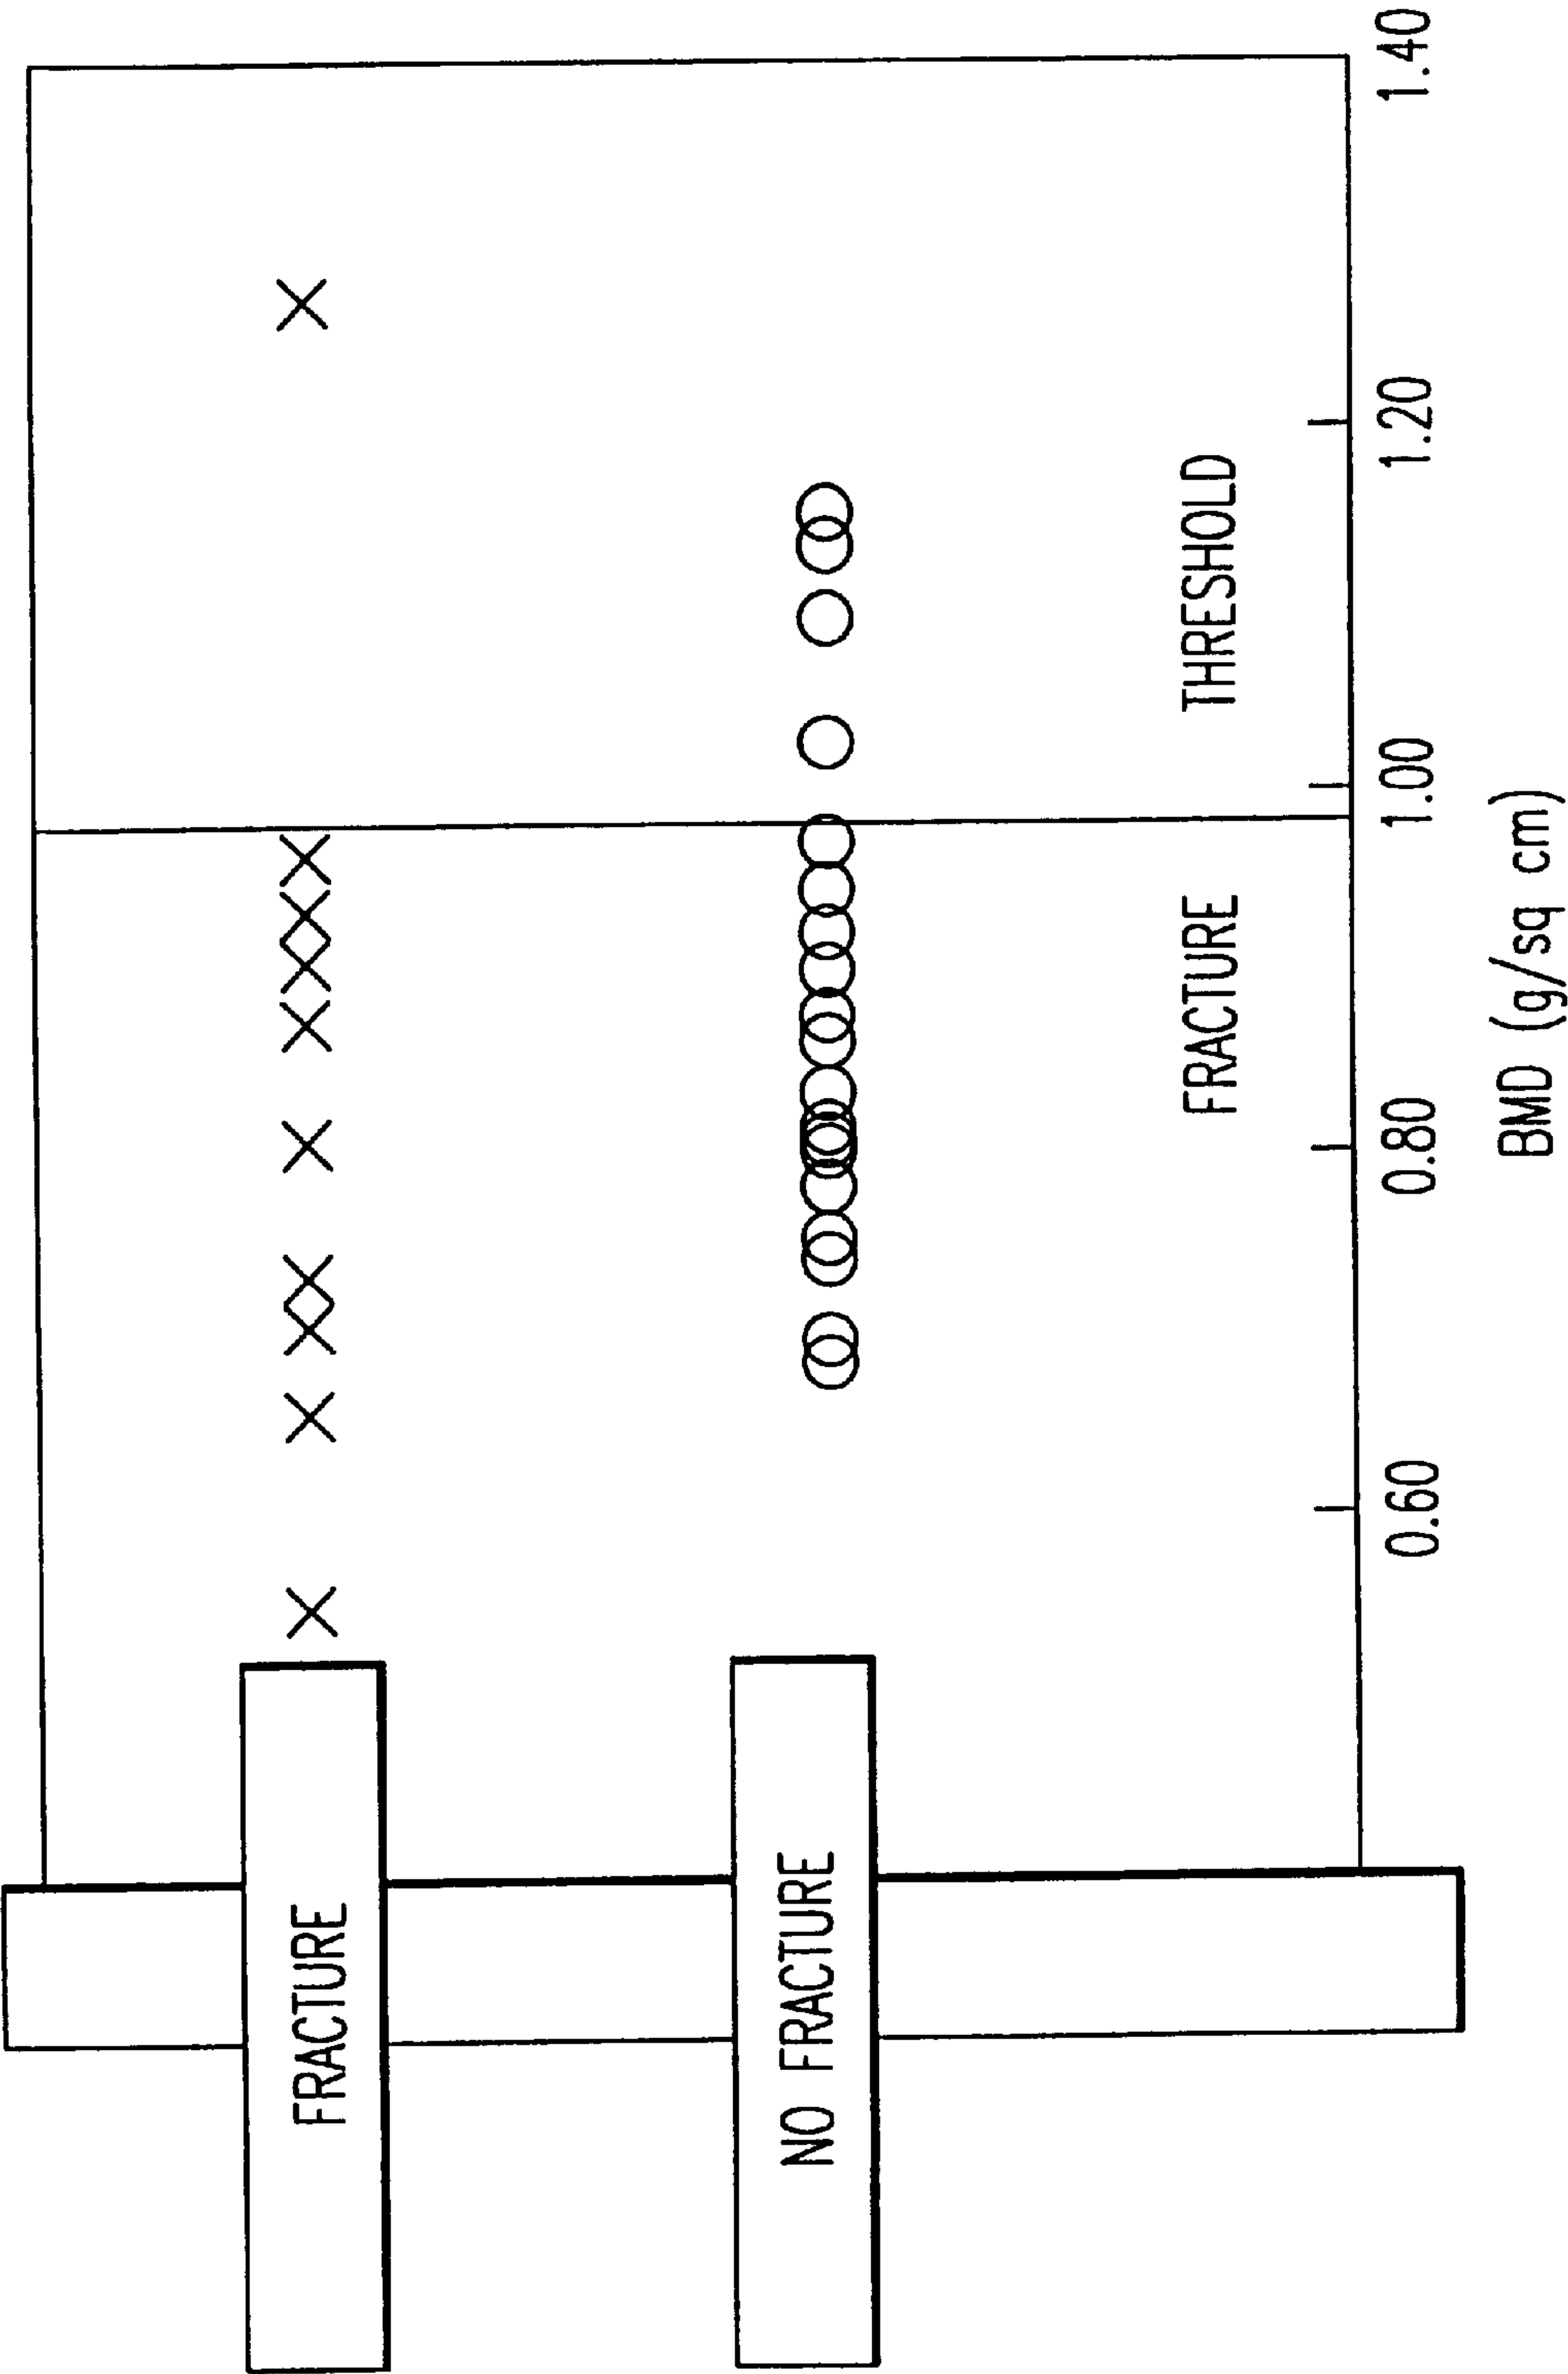 FRACTURE
NO FRACTURE
FRACTURE THRESHOLD
0.60 0.80 1.00 1.20 1.40
BMD (g/sq cm)